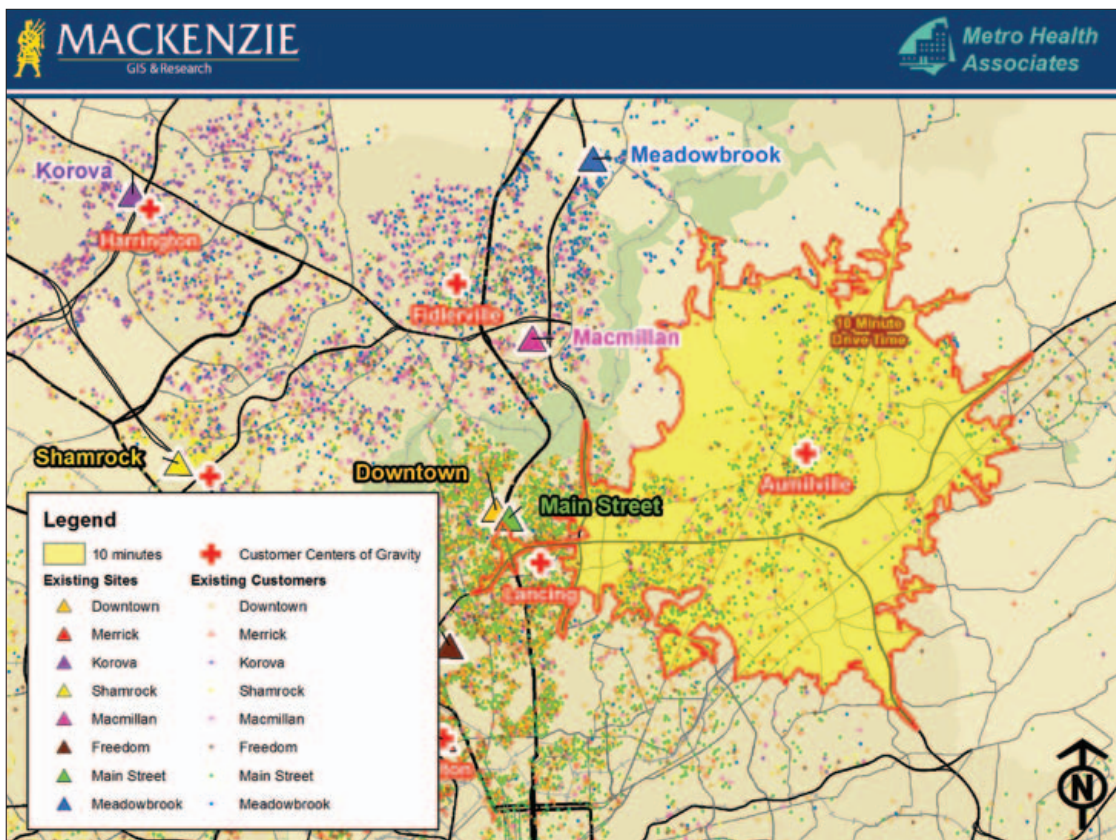 MACKENZIE
GIS & Research
Metro Health
Associates
Korova
Harrington
Meadowbrook
Fidlerville
Macmillan
10 Minute
Drive Time
Shamrock
Downtown
Main Street
Aumilville
Lancing
ton
Legend
10 minutes
Customer Centers of Gravity
Existing Sites
Existing Customers
Downtown
Downtown
Merrick
Merrick
Korova
Korova
Shamrock
Shamrock
Macmillan
Macmillan
Freedom
Freedom
Main Street
Main Street
Meadowbrook
Meadowbrook
N